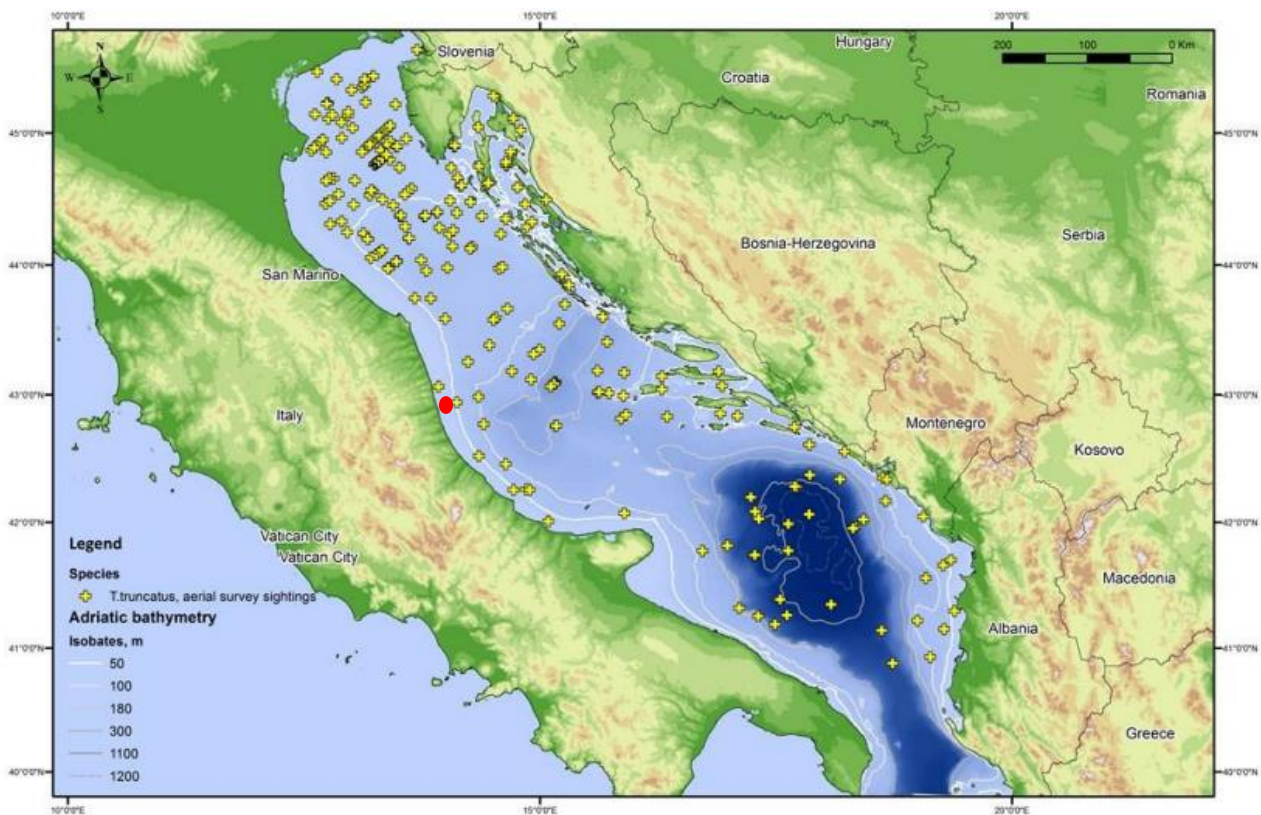 10°0'0"E
15°0'0"E
20°0'0"E
N
W E
S
Slovenia
Hungary
Croatia
Romania
200 100 0 Km
45°0'0"N
45°0'0"N
Bosnia-Herzegovina
Serbia
San Marino
44°0'0"N
44°0'0"N
Italy
43°0'0"N
43°0'0"N
Montenegro
Kosovo
42°0'0"N
42°0'0"N
Vatican City
Vatican City
Macedonia
Albania
41°0'0"N
41°0'0"N
Greece
40°0'0"N
40°0'0"N
Legend
Species
T.truncatus, aerial survey sightings
Adriatic bathymetry
Isobates, m
50
100
180
300
1100
1200
10°0'0"E
15°0'0"E
20°0'0"E